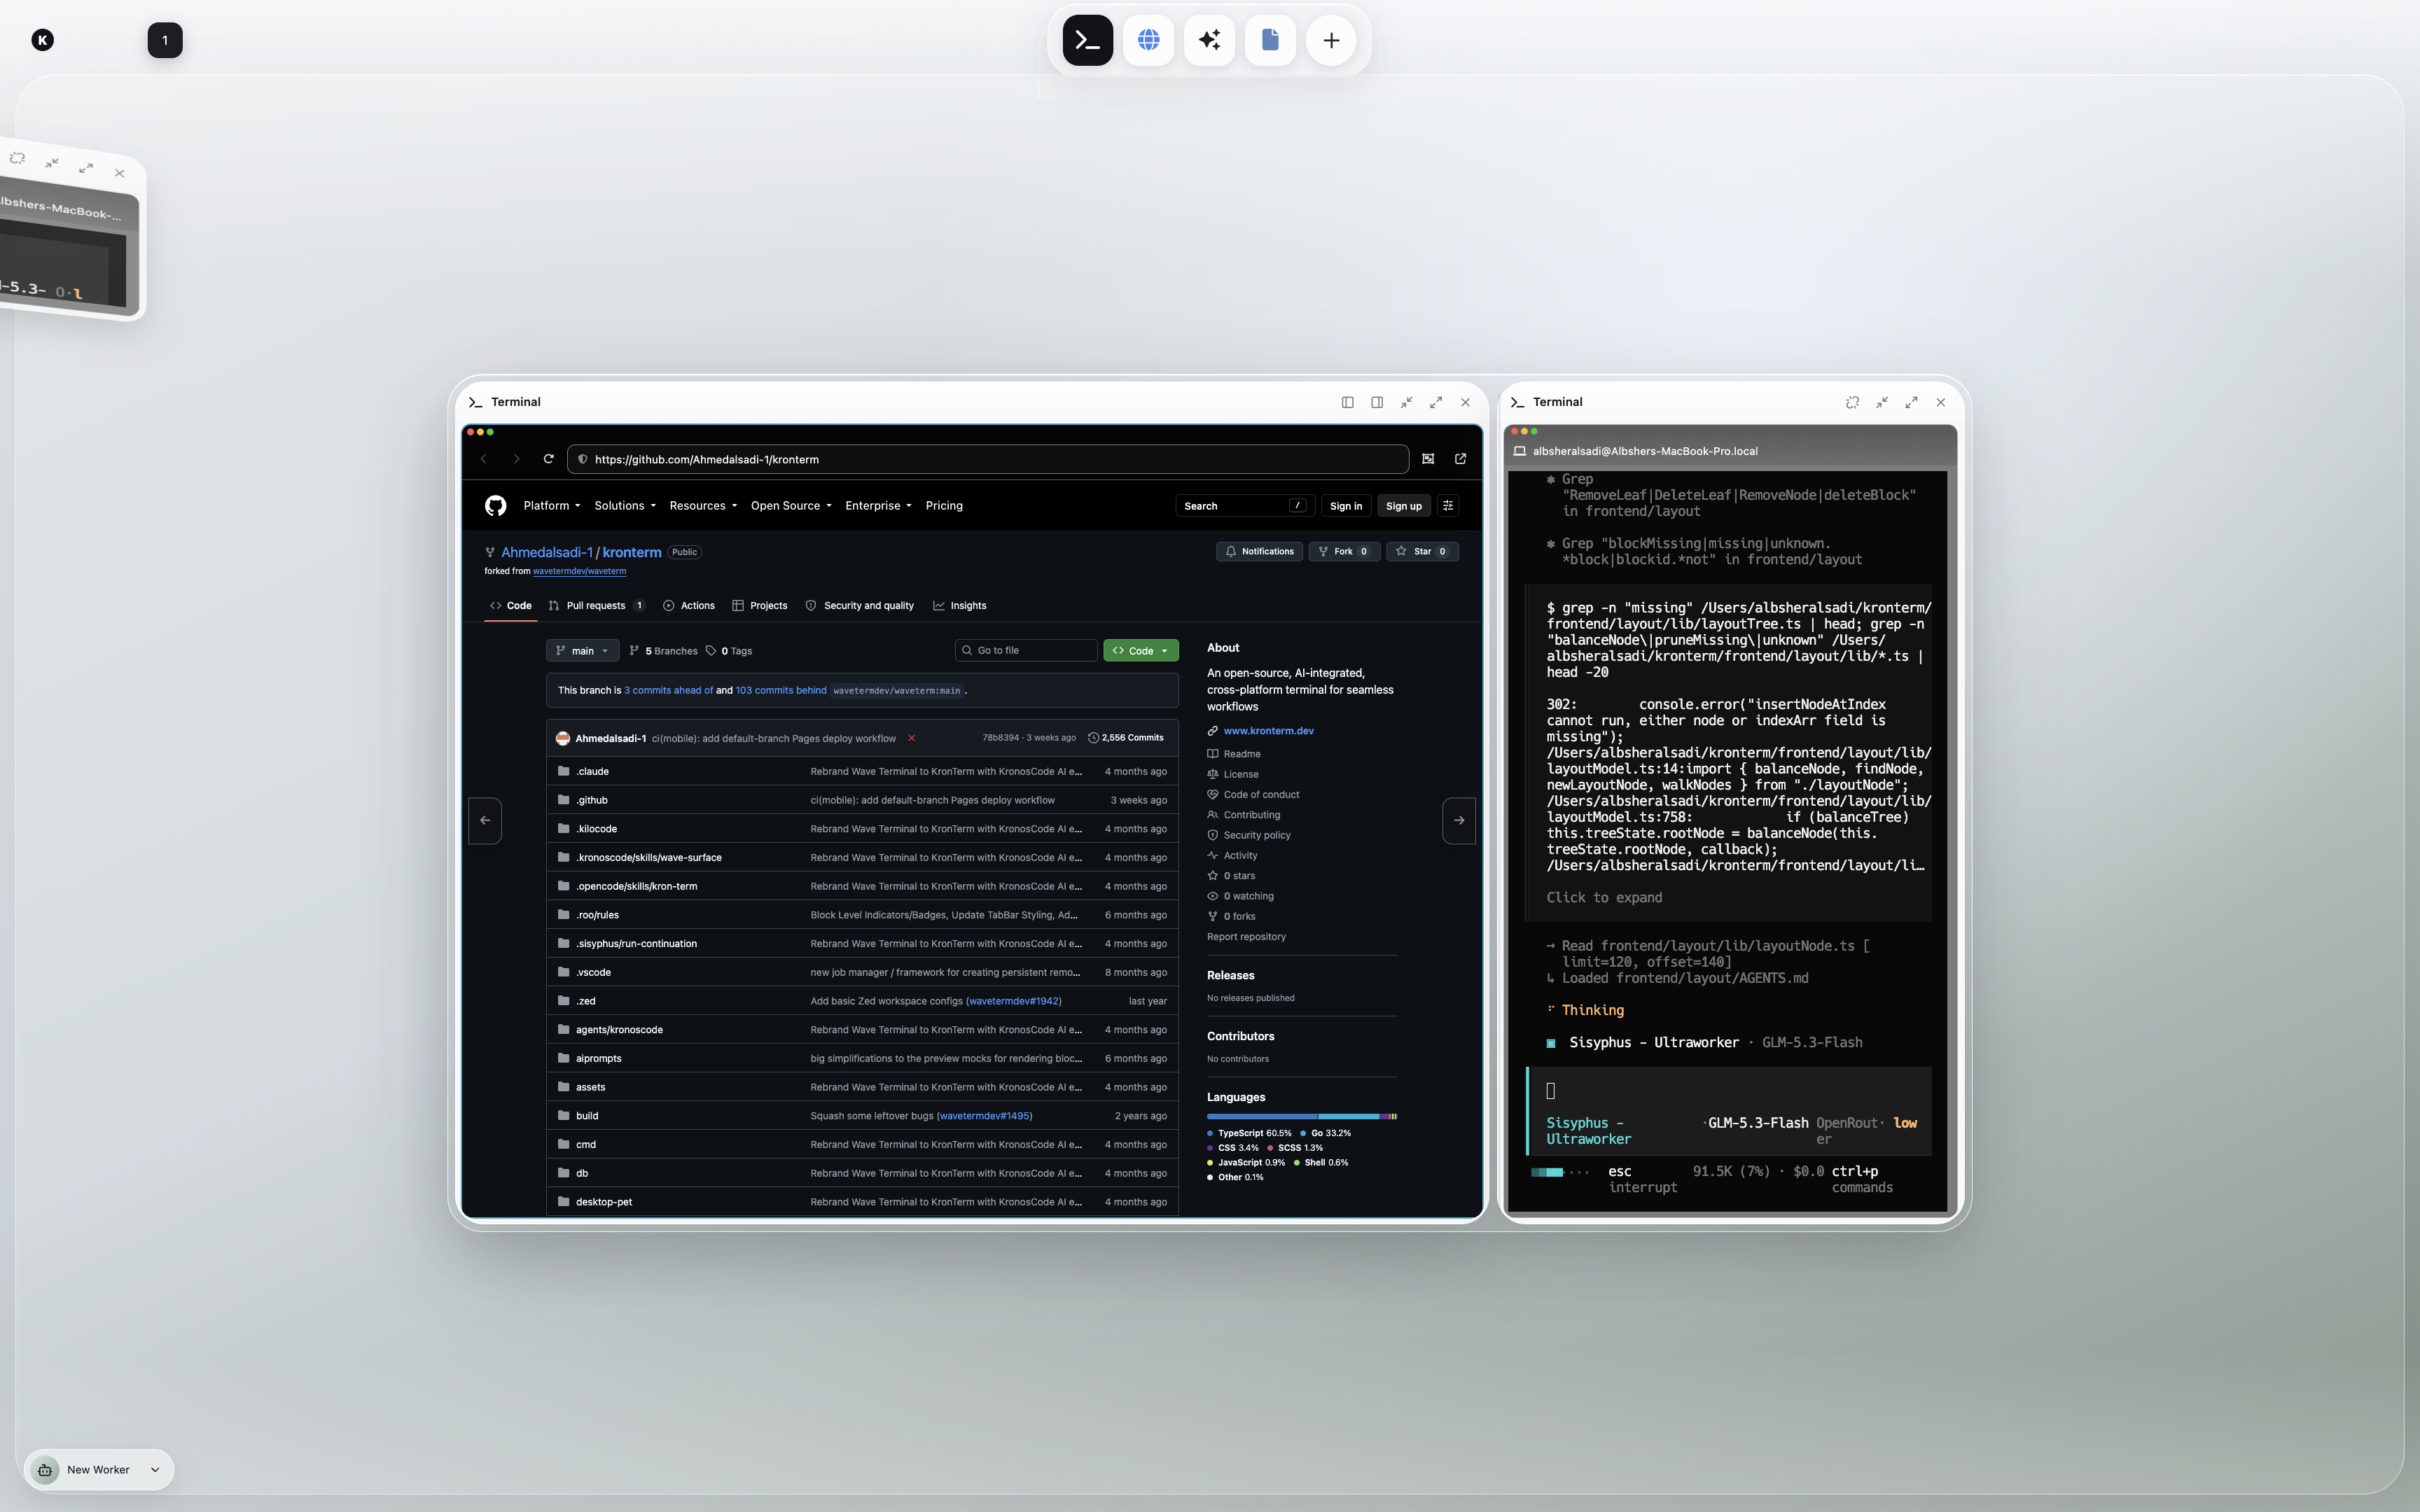 K
1
lbshers-MacBook-...
-5.3-
Terminal
https://github.com/Ahmedalsadi-1/kronterm
Platform
Solutions
Resources
Open Source
Enterprise
Pricing
Search /
Sign in
Sign up
Ahmedalsadi-1 / kronterm Public
forked from wavetermdev/waveterm
Notifications
Fork 0
Star 0
Code
Pull requests 1
Actions
Projects
Security and quality
Insights
main
5 Branches
0 Tags
Go to file
Code
This branch is 3 commits ahead of and 103 commits behind wavetermdev/waveterm:main .
Ahmedalsadi-1 ci(mobile): add default-branch Pages deploy workflow 78b8394 · 3 weeks ago 2,556 Commits
.claude Rebrand Wave Terminal to KronTerm with KronosCode AI e... 4 months ago
.github ci(mobile): add default-branch Pages deploy workflow 3 weeks ago
.kilocode Rebrand Wave Terminal to KronTerm with KronosCode AI e... 4 months ago
.kronoscode/skills/wave-surface Rebrand Wave Terminal to KronTerm with KronosCode AI e... 4 months ago
.opencode/skills/kron-term Rebrand Wave Terminal to KronTerm with KronosCode AI e... 4 months ago
.roo/rules Block Level Indicators/Badges, Update TabBar Styling, Ad... 6 months ago
.sisyphus/run-continuation Rebrand Wave Terminal to KronTerm with KronosCode AI e... 4 months ago
.vscode new job manager / framework for creating persistent remo... 8 months ago
.zed Add basic Zed workspace configs (wavetermdev#1942) last year
agents/kronoscode Rebrand Wave Terminal to KronTerm with KronosCode AI e... 4 months ago
aiprompts big simplifications to the preview mocks for rendering bloc... 6 months ago
assets Rebrand Wave Terminal to KronTerm with KronosCode AI e... 4 months ago
build Squash some leftover bugs (wavetermdev#1495) 2 years ago
cmd Rebrand Wave Terminal to KronTerm with KronosCode AI e... 4 months ago
db Rebrand Wave Terminal to KronTerm with KronosCode AI e... 4 months ago
desktop-pet Rebrand Wave Terminal to KronTerm with KronosCode AI e... 4 months ago
About
An open-source, AI-integrated,
cross-platform terminal for seamless
workflows
www.kronterm.dev
Readme
License
Code of conduct
Contributing
Security policy
Activity
0 stars
0 watching
0 forks
Report repository
Releases
No releases published
Contributors
No contributors
Languages
TypeScript 60.5% Go 33.2%
CSS 3.4% SCSS 1.3%
JavaScript 0.9% Shell 0.6%
Other 0.1%
Terminal
albsheralsadi@Albshers-MacBook-Pro.local
✱ Grep
"RemoveLeaf|DeleteLeaf|RemoveNode|deleteBlock"
in frontend/layout
✱ Grep "blockMissing|missing|unknown.
*block|blockid.*not" in frontend/layout
$ grep -n "missing" /Users/albsheralsadi/kronterm/
frontend/layout/lib/layoutTree.ts | head; grep -n
"balanceNode\|pruneMissing\|unknown" /Users/
albsheralsadi/kronterm/frontend/layout/lib/*.ts |
head -20
302: console.error("insertNodeAtIndex
cannot run, either node or indexArr field is
missing");
/Users/albsheralsadi/kronterm/frontend/layout/lib/
layoutModel.ts:14:import { balanceNode, findNode,
newLayoutNode, walkNodes } from "./layoutNode";
/Users/albsheralsadi/kronterm/frontend/layout/lib/
layoutModel.ts:758: if (balanceTree)
this.treeState.rootNode = balanceNode(this.
treeState.rootNode, callback);
/Users/albsheralsadi/kronterm/frontend/layout/li…
Click to expand
→ Read frontend/layout/lib/layoutNode.ts [
limit=120, offset=140]
↳ Loaded frontend/layout/AGENTS.md
Thinking
Sisyphus - Ultraworker · GLM-5.3-Flash
Sisyphus - ·GLM-5.3-Flash OpenRout· low
Ultraworker er
esc 91.5K (7%) · $0.0 ctrl+p
interrupt commands
New Worker